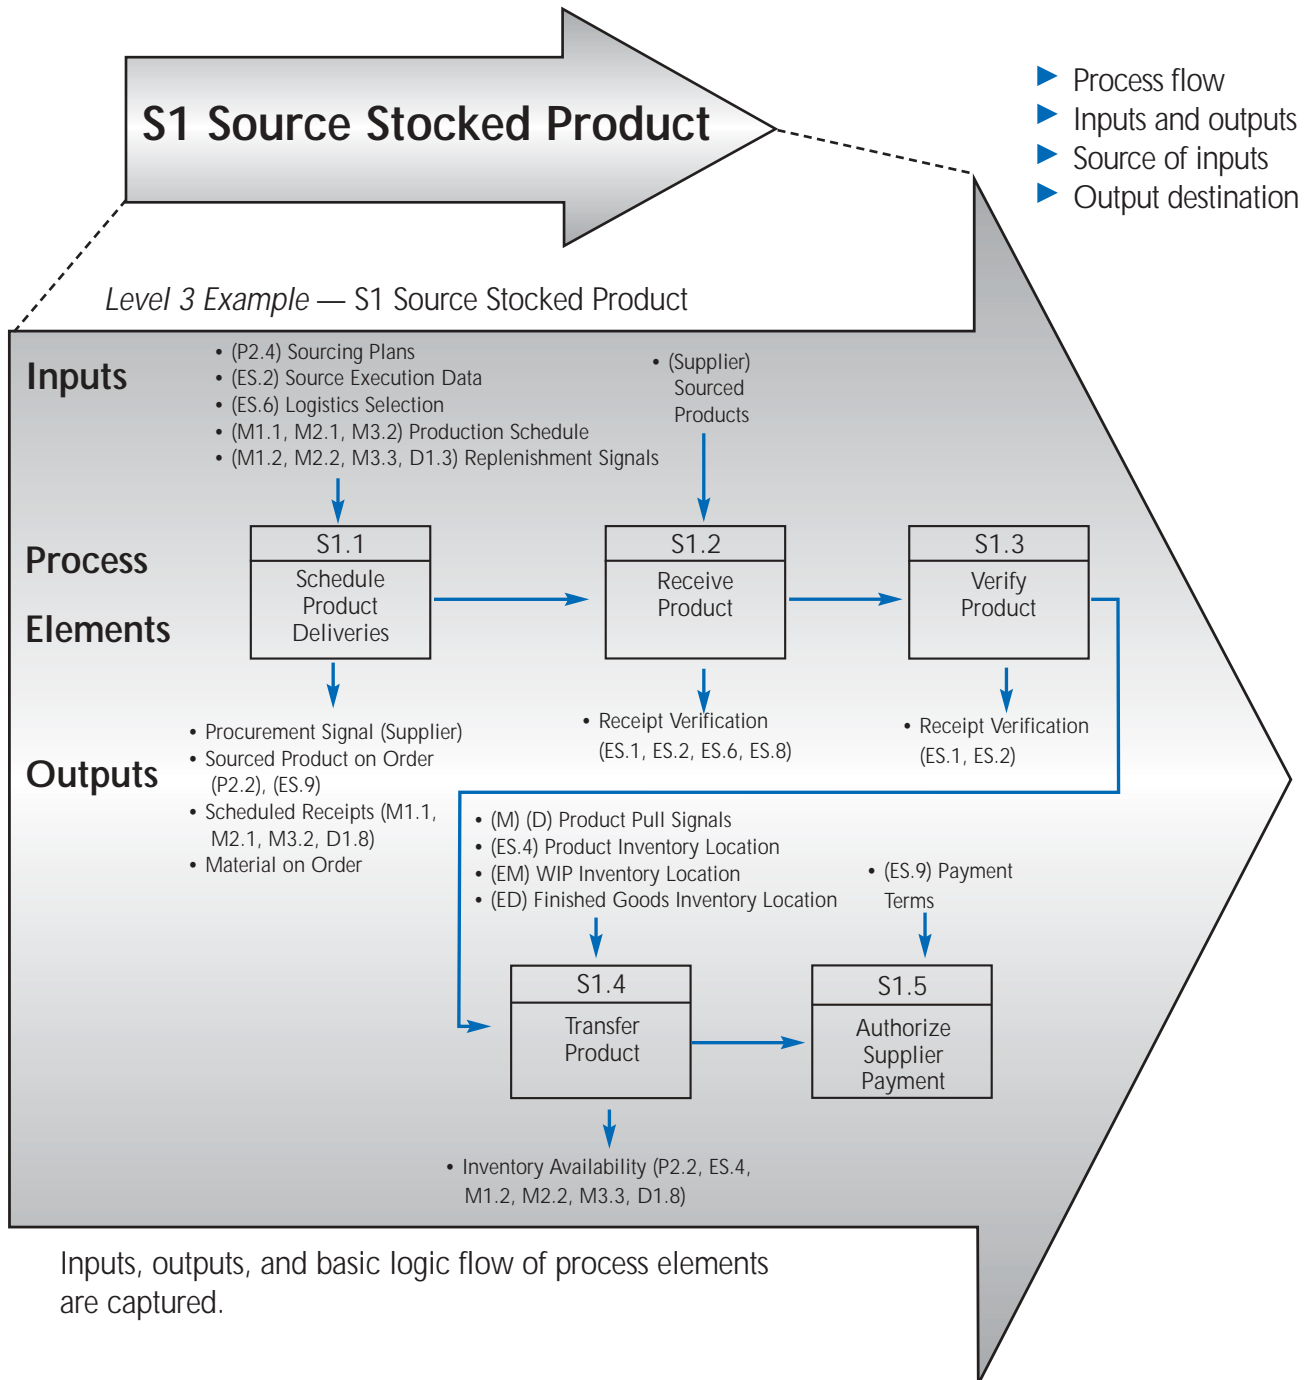 S1 Source Stocked Product
Process flow
Inputs and outputs
Source of inputs
Output destination
Level 3 Example — S1 Source Stocked Product
Inputs
• (P2.4) Sourcing Plans
• (ES.2) Source Execution Data
• (ES.6) Logistics Selection
• (M1.1, M2.1, M3.2) Production Schedule
• (M1.2, M2.2, M3.3, D1.3) Replenishment Signals
• (Supplier)
Sourced
Products
Process
Elements
S1.1
Schedule
Product
Deliveries
S1.2
Receive
Product
S1.3
Verify
Product
Outputs
• Procurement Signal (Supplier)
• Sourced Product on Order
(P2.2), (ES.9)
• Scheduled Receipts (M1.1,
M2.1, M3.2, D1.8)
• Material on Order
• Receipt Verification
(ES.1, ES.2, ES.6, ES.8)
• Receipt Verification
(ES.1, ES.2)
• (M) (D) Product Pull Signals
• (ES.4) Product Inventory Location
• (EM) WIP Inventory Location
• (ED) Finished Goods Inventory Location
• (ES.9) Payment
Terms
S1.4
Transfer
Product
S1.5
Authorize
Supplier
Payment
• Inventory Availability (P2.2, ES.4,
M1.2, M2.2, M3.3, D1.8)
Inputs, outputs, and basic logic flow of process elements
are captured.